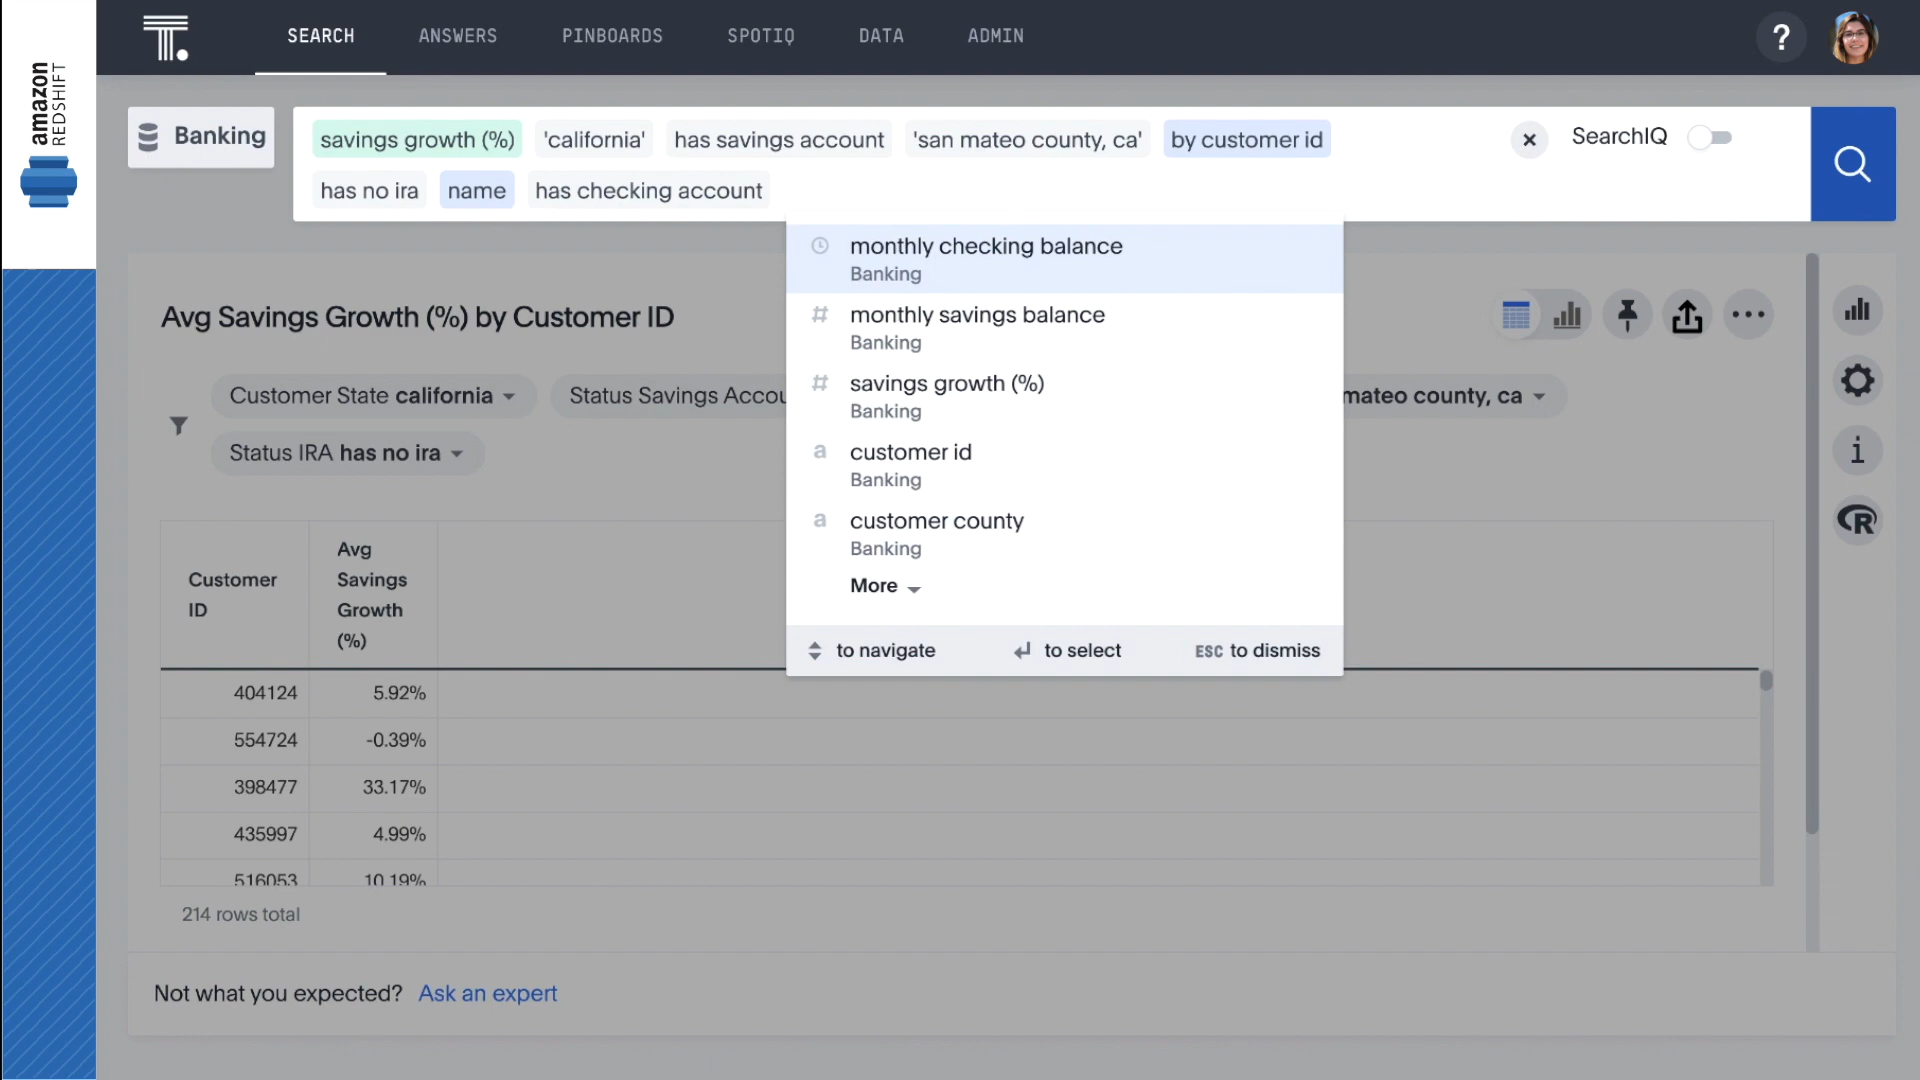 amazon
REDSHIFT
T.
SEARCH ANSWERS PINBOARDS SPOTIQ DATA ADMIN ?
Banking
savings growth (%) 'california' has savings account 'san mateo county, ca' by customer id
has no ira name has checking account
SearchIQ
monthly checking balance
Banking
# monthly savings balance
Banking
# savings growth (%)
Banking
a customer id
Banking
a customer county
Banking
More
to navigate to select ESC to dismiss
Avg Savings Growth (%) by Customer ID
Customer State california Status Savings Accou mateo county, ca
Status IRA has no ira
i
R
Customer
ID
Avg
Savings
Growth
(%)
404124 5.92%
554724 -0.39%
398477 33.17%
435997 4.99%
516053 10.19%
214 rows total
Not what you expected? Ask an expert